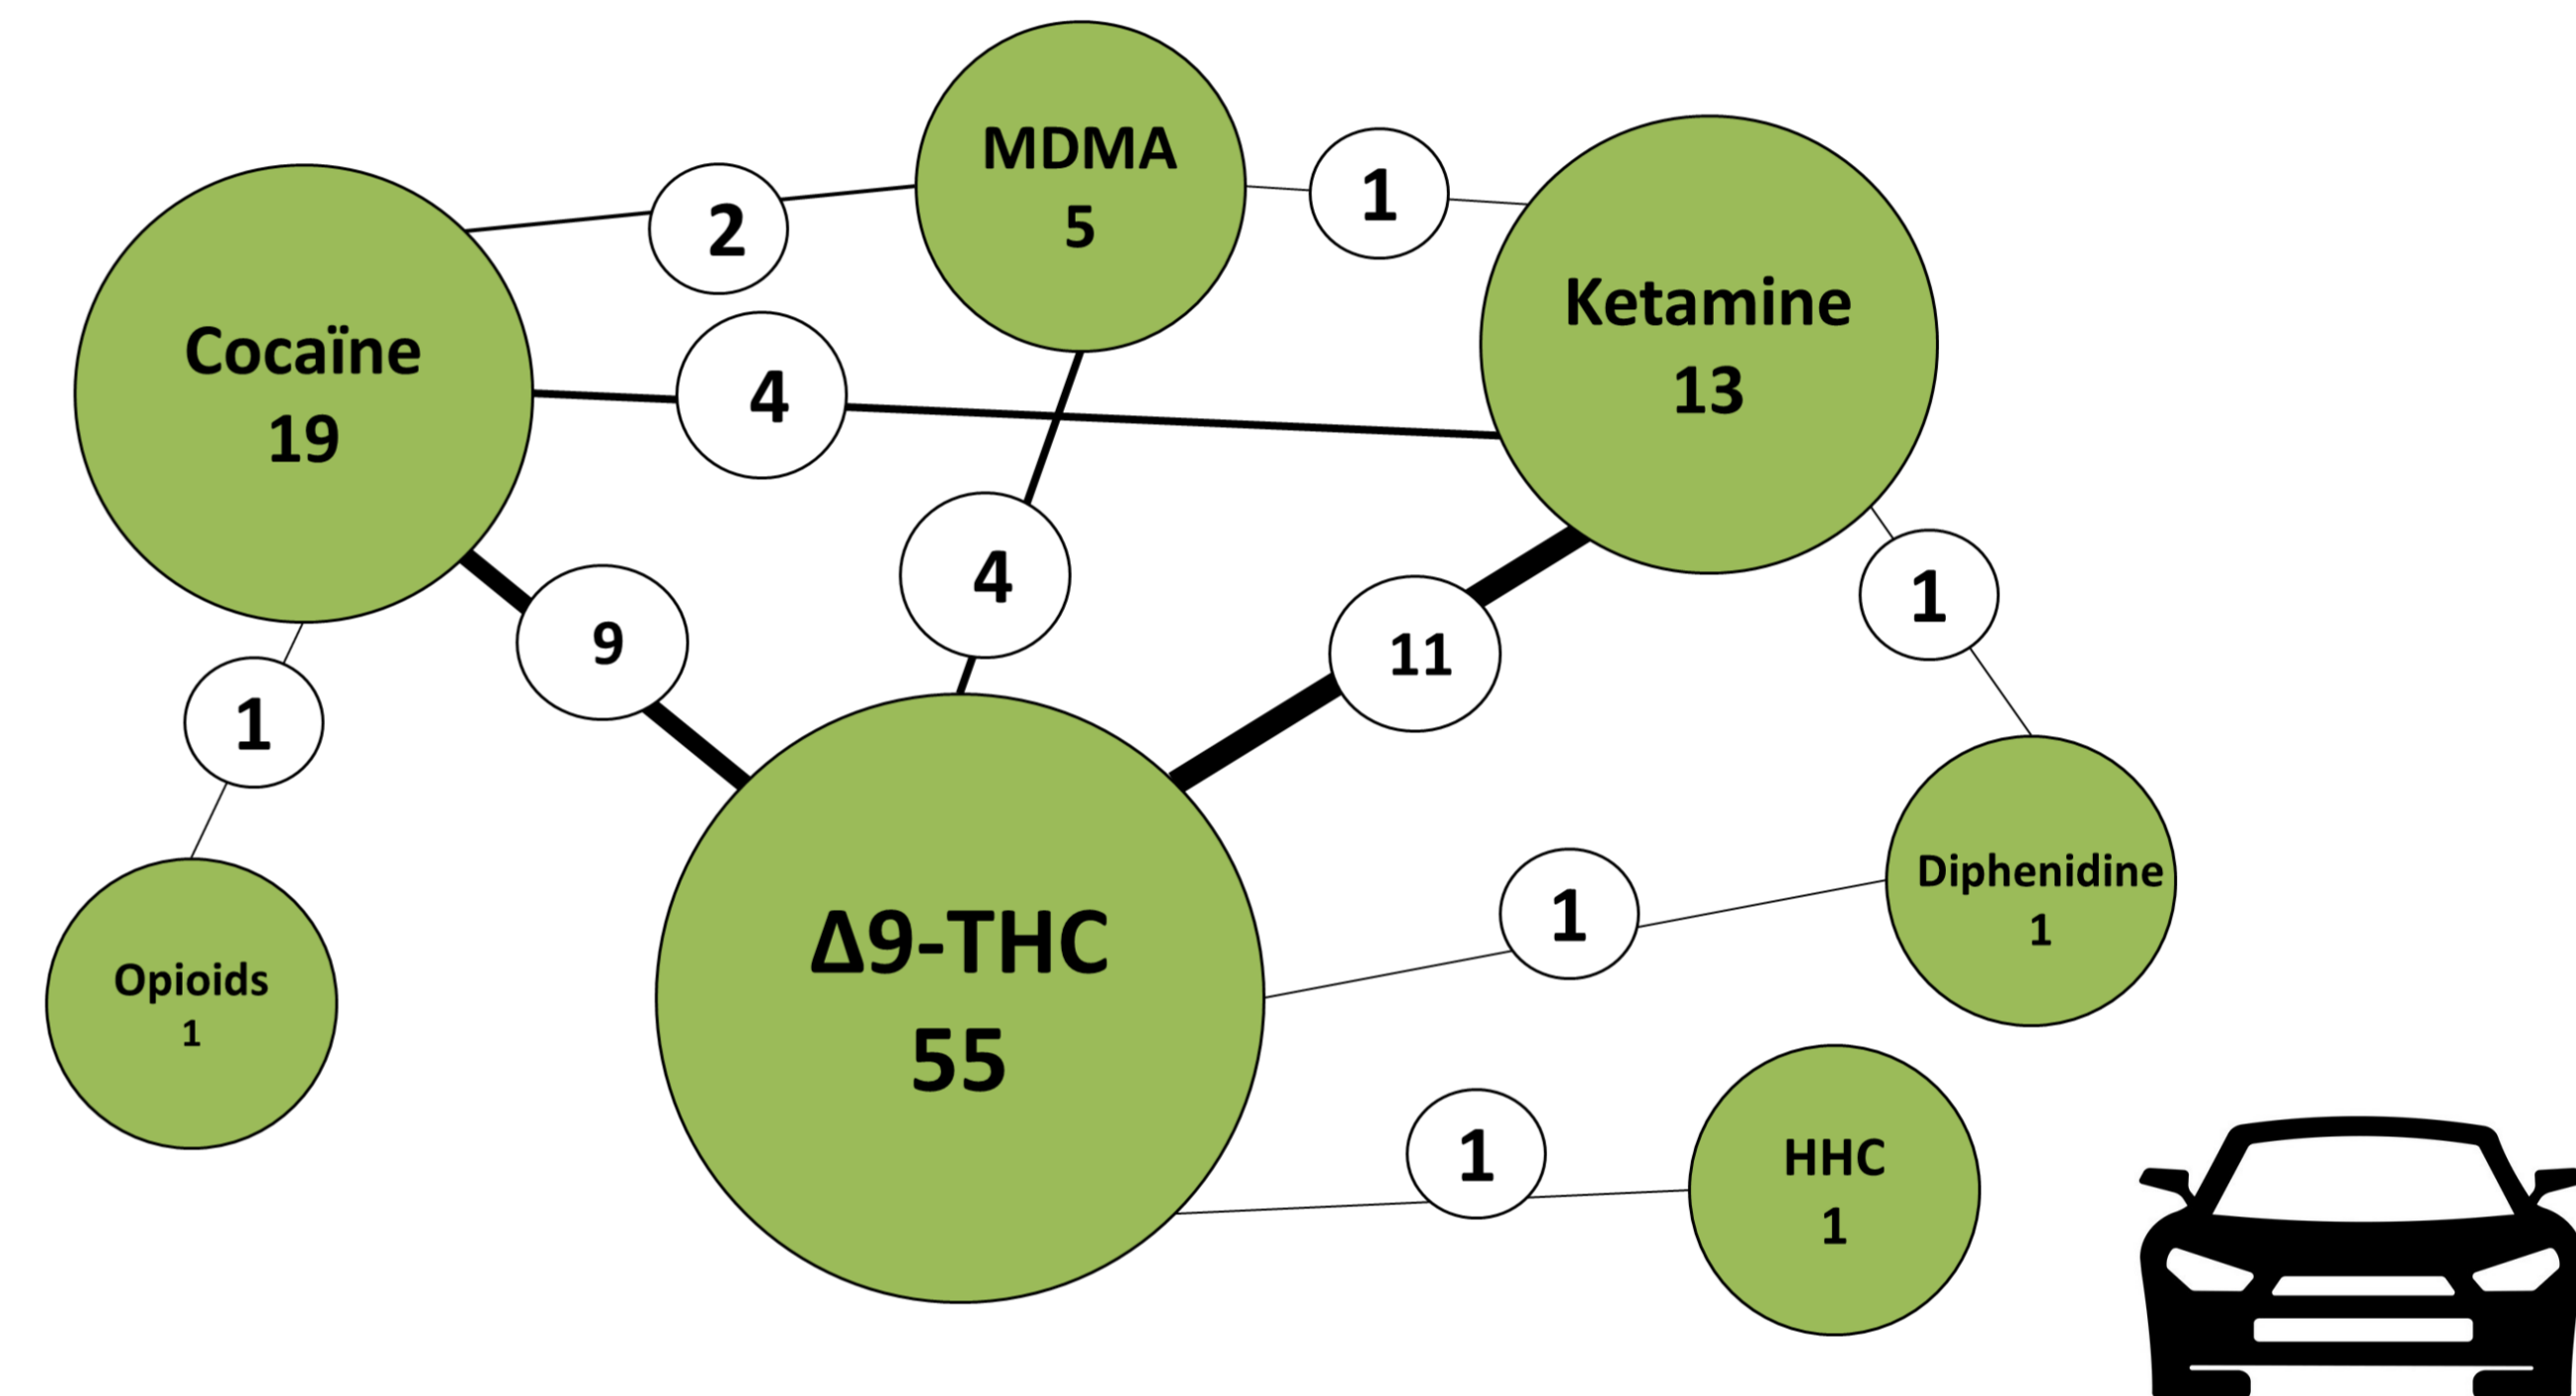 MDMA
5
1
2
Ketamine
13
Cocaïne
19
4
4
1
9
11
1
1
Diphenidine
1
Δ9-THC
55
Opioids
1
1
HHC
1